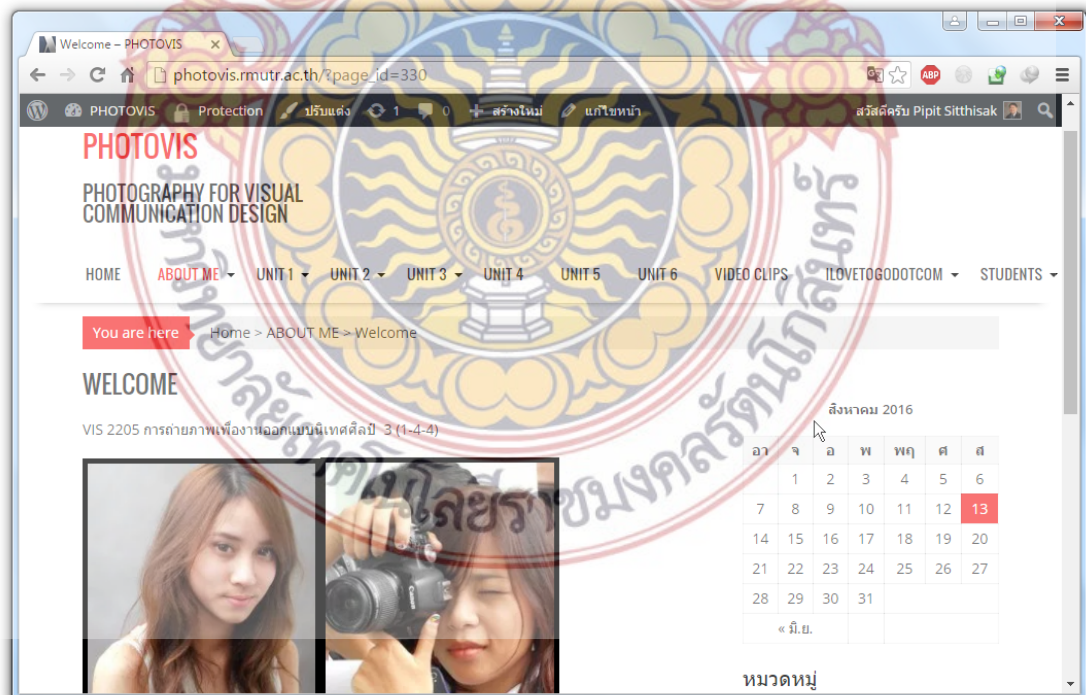 Welcome – PHOTOVIS
photovis.rmutr.ac.th/?page_id=330
ABP
PHOTOVIS Protection ปรับแต่ง 1 0 สร้างใหม่ แก้ไขหน้า สวัสดีครับ Pipit Sitthisak
PHOTOVIS
PHOTOGRAPHY FOR VISUAL
COMMUNICATION DESIGN
HOME ABOUT ME UNIT 1 UNIT 2 UNIT 3 UNIT 4 UNIT 5 UNIT 6 VIDEO CLIPS ILOVETOGODOTCOM STUDENTS
You are here Home > ABOUT ME > Welcome
WELCOME
VIS 2205 การถ่ายภาพเพื่องานออกแบบนิเทศศิลป์ 3 (1-4-4)
Canon
สิงหาคม 2016
อา จ อ พ พฤ ศ ส
1 2 3 4 5 6
7 8 9 10 11 12 13
14 15 16 17 18 19 20
21 22 23 24 25 26 27
28 29 30 31
« มิ.ย.
หมวดหมู่
มหาวิทยาลัยเทคโนโลยีราชมงคลรัตนโกสินทร์